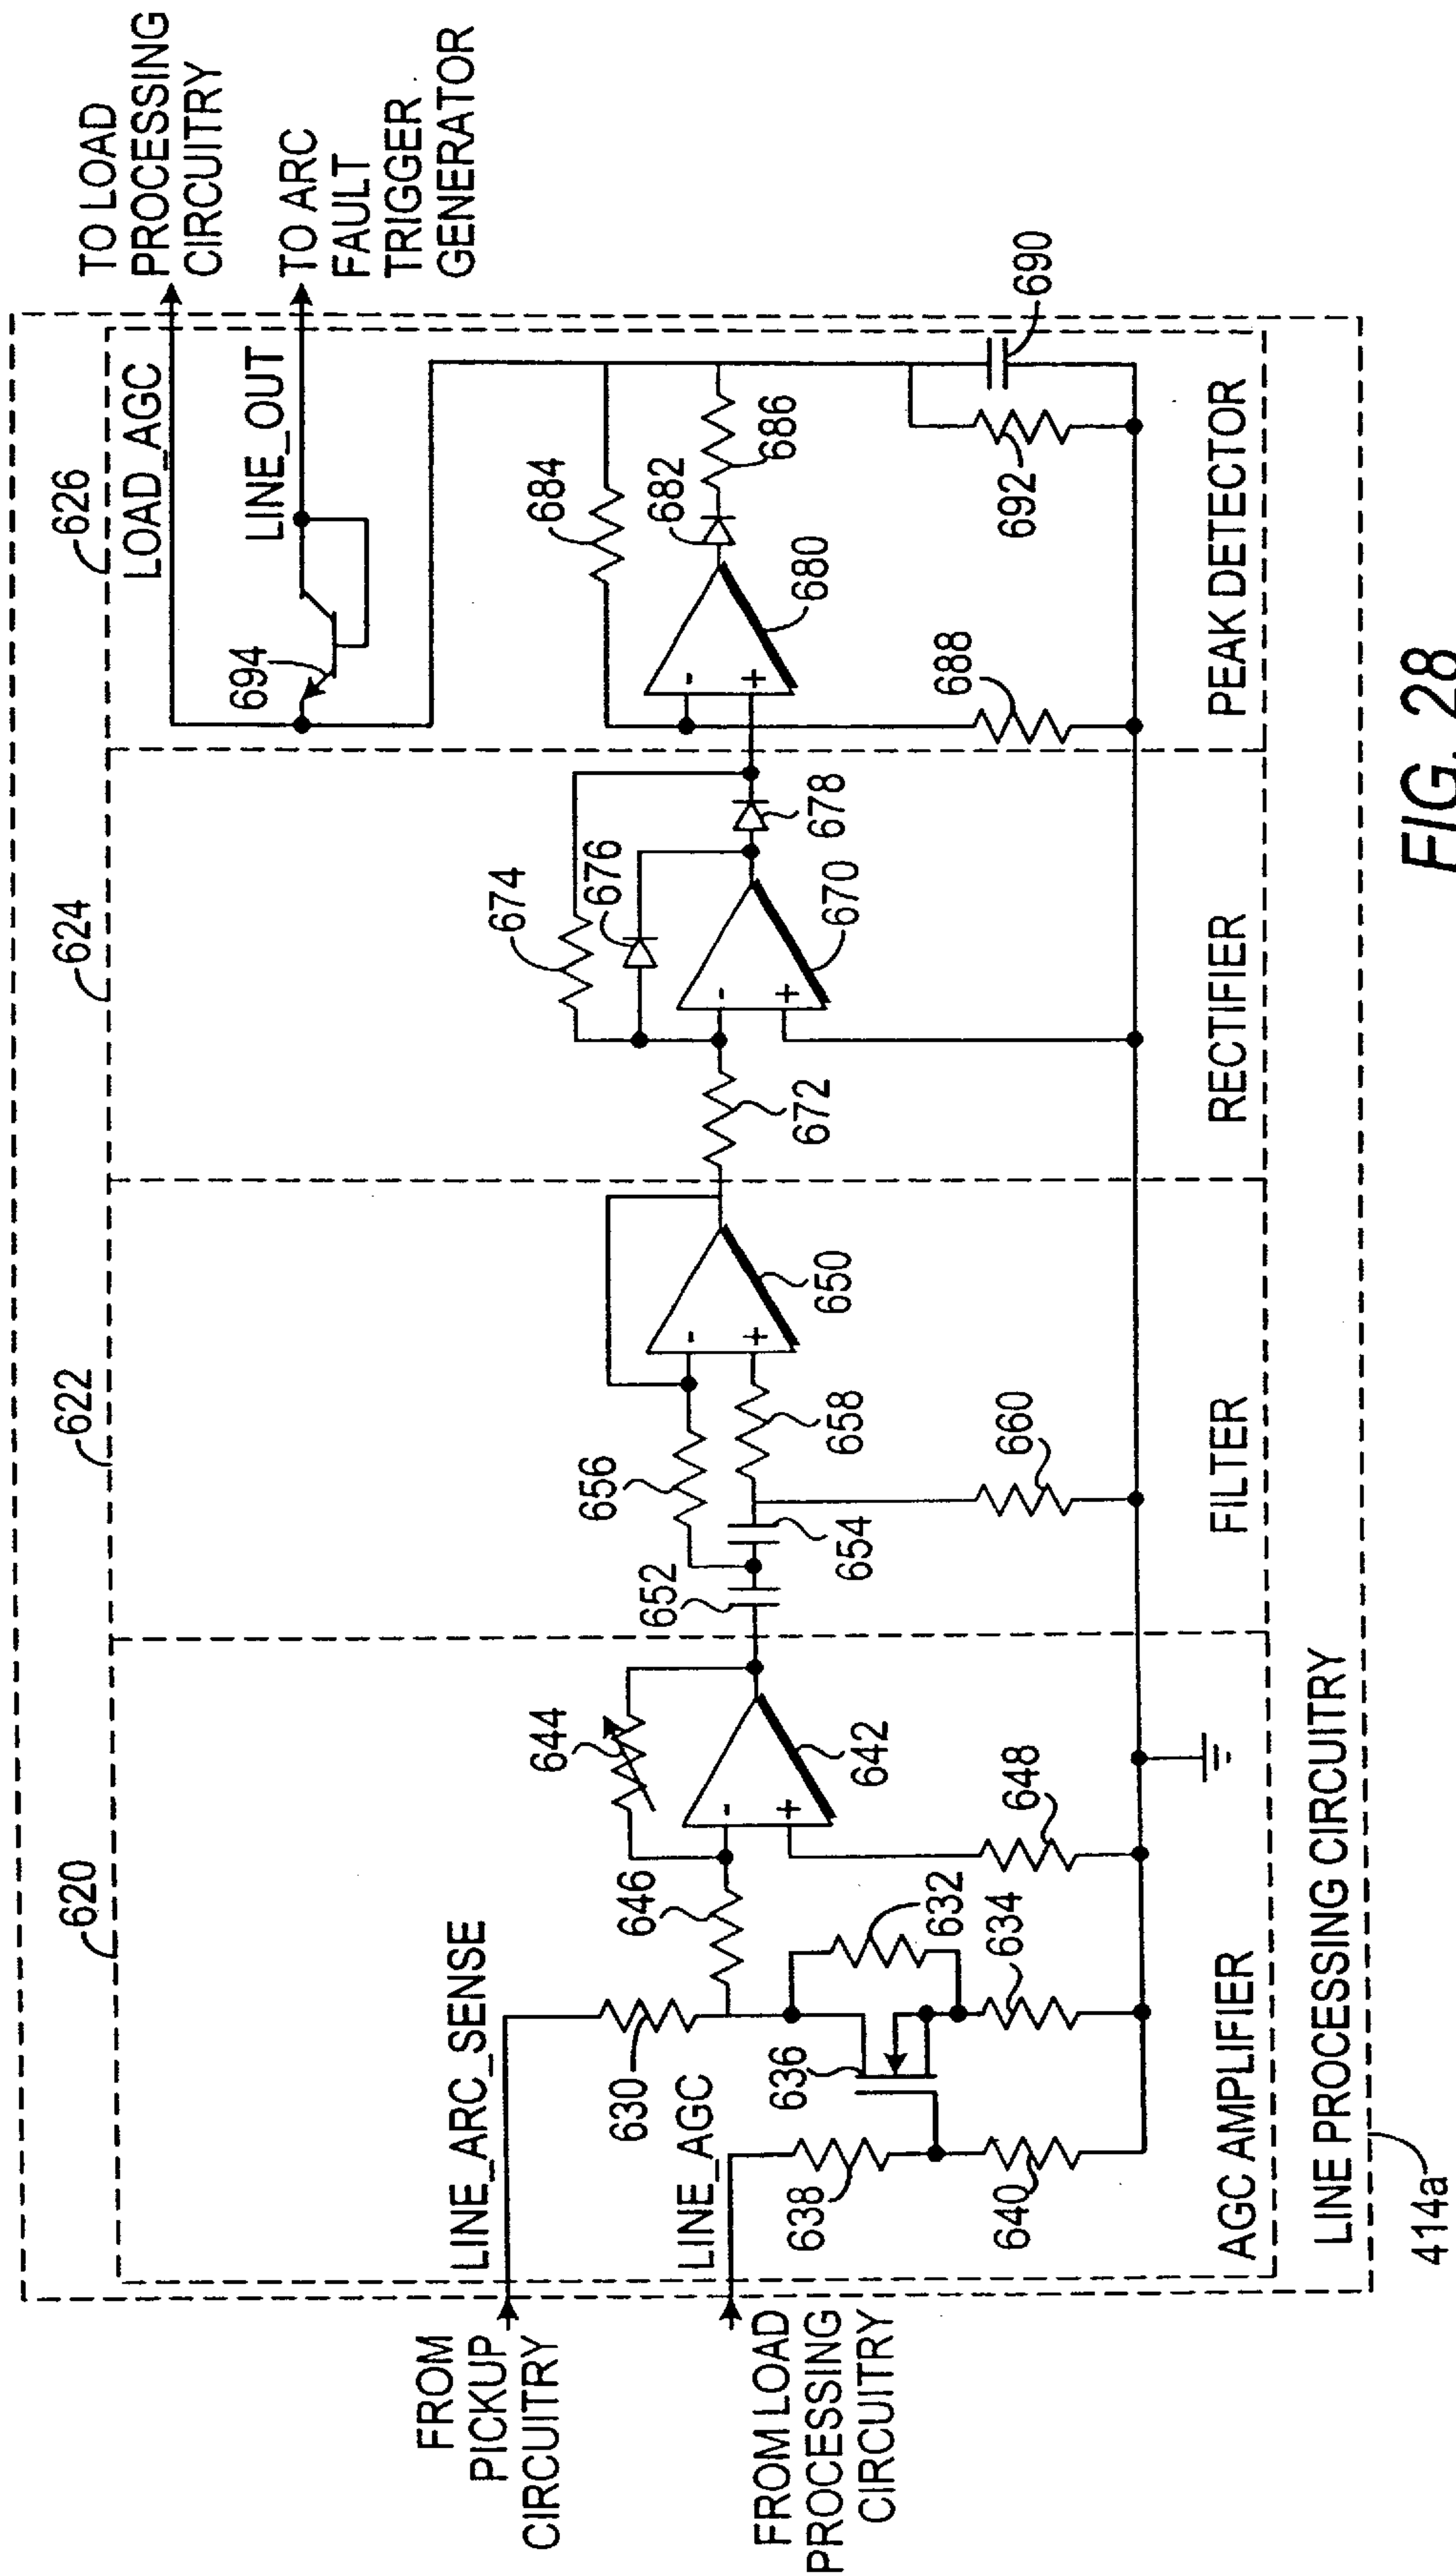 TO LOAD
PROCESSING
CIRCUITRY
TO ARC
FAULT
TRIGGER
GENERATOR
620
622
624
626
LOAD_AGC
LINE_OUT
694
FROM
PICKUP
CIRCUITRY
LINE_ARC_SENSE
FROM LOAD
PROCESSING
CIRCUITRY
LINE_AGC
630
638
640
636
632
634
646
644
-
+
642
648
652
654
656
658
660
-
+
650
672
674
676
-
+
670
678
684
682
-
+
680
686
688
692
690
AGC AMPLIFIER
FILTER
RECTIFIER
PEAK DETECTOR
LINE PROCESSING CIRCUITRY
414a
FIG. 28